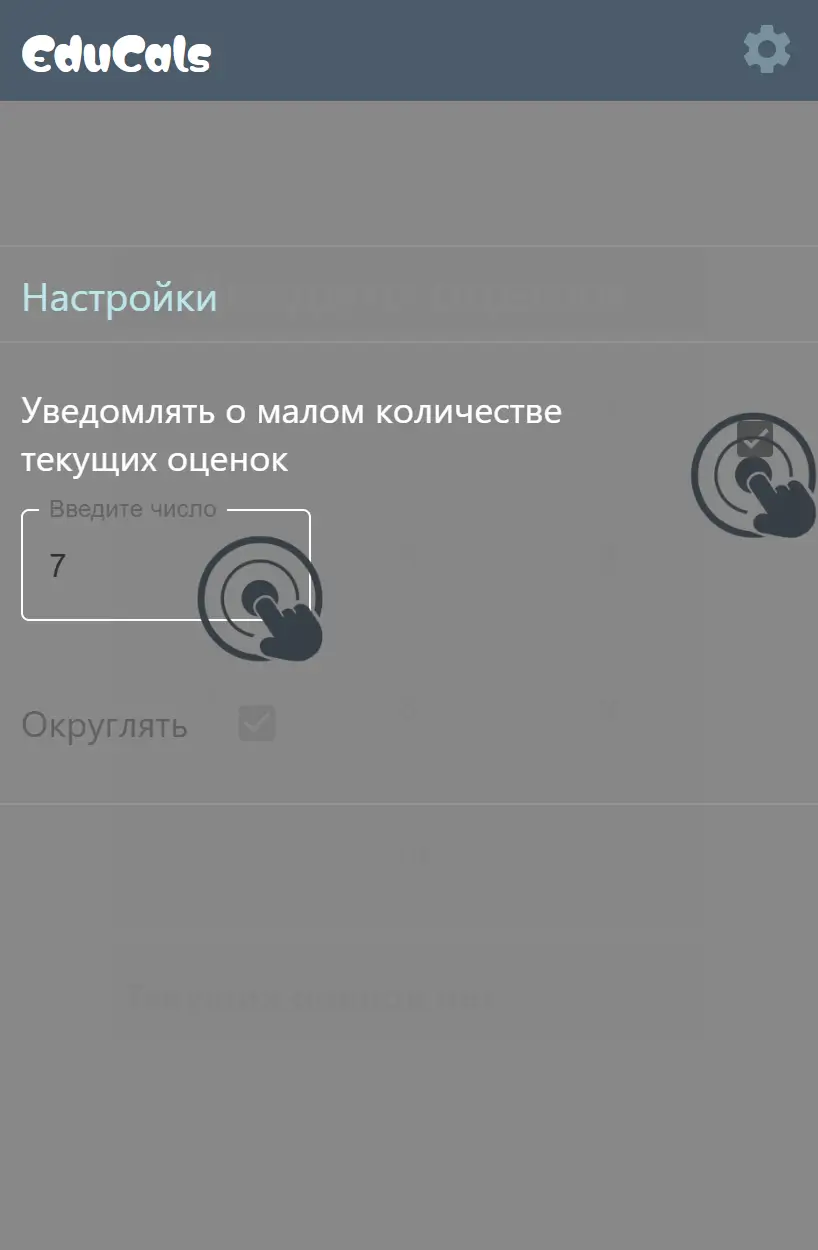 EduCals
Настройки
Уведомлять о малом количестве
текущих оценок
Введите число
7
Округлять